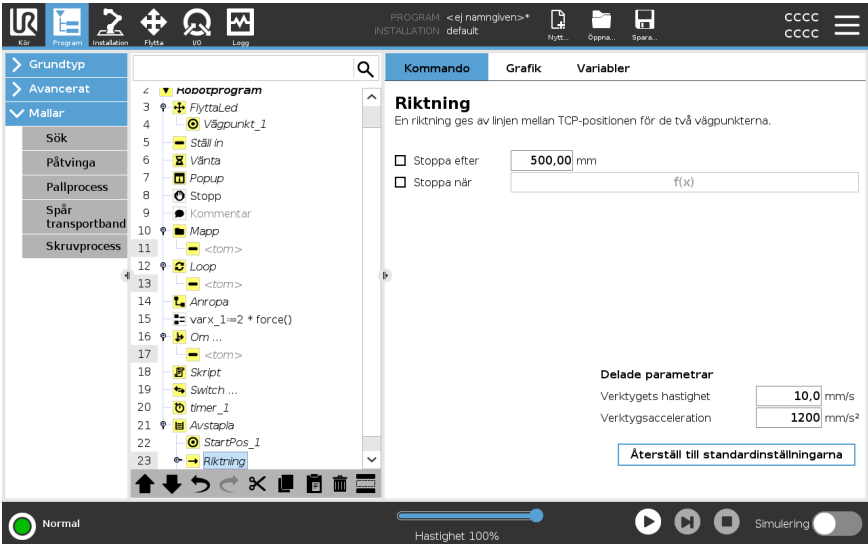 UR
Kör
Program
Installation
Flytta
I/O
Logg
PROGRAM <ej namngiven>*
INSTALLATION default
Nytt...
Öppna...
Spara...
CCCC
CCCC
Grundtyp
Avancerat
Mallar
Sök
Påtvinga
Pallprocess
Spår
transportband
Skruvprocess
2 Robotprogram
3 FlyttaLed
4 Vägpunkt_1
5 Ställ in
6 Vänta
7 Popup
8 Stopp
9 Kommentar
10 Mapp
11 <tom>
12 Loop
13 <tom>
14 Anropa
15 varx_1:=2 * force()
16 Om ...
17 <tom>
18 Skript
19 Switch ...
20 timer_1
21 Avstapla
22 StartPos_1
23 Riktning
Kommando
Grafik
Variabler
Riktning
En riktning ges av linjen mellan TCP-positionen för de två vägpunkterna.
Stoppa efter 500,00 mm
Stoppa när f(x)
Delade parametrar
Verktygets hastighet 10,0 mm/s
Verktygsacceleration 1200 mm/s²
Återställ till standardinställningarna
Normal
Hastighet 100%
Simulering